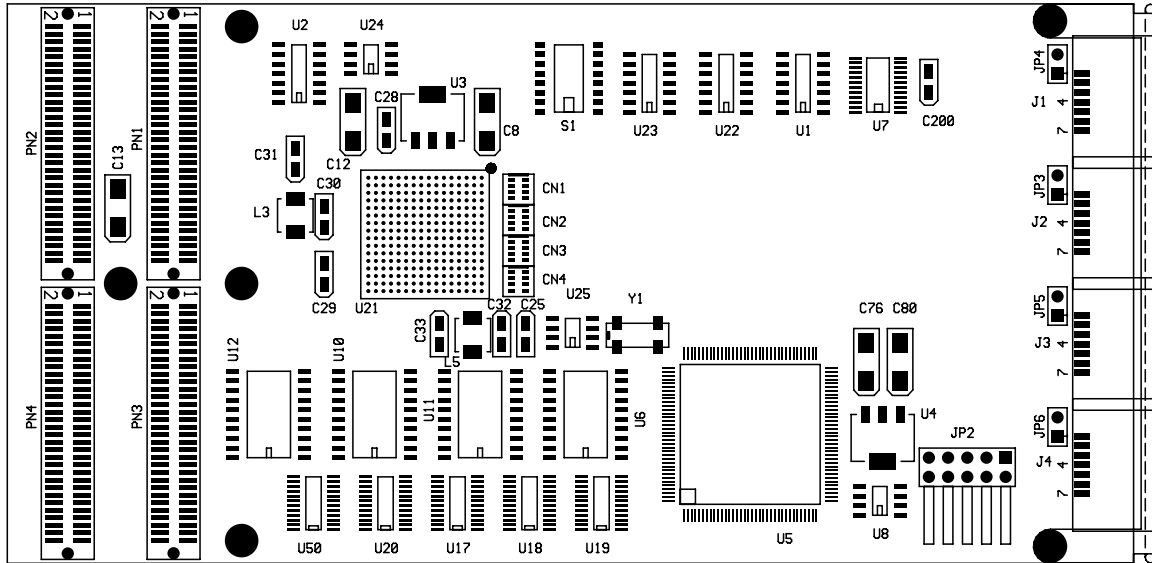 2 1
2 1
U2
U24
U3
C28
C8
C12
S1
U23
U22
U1
U7
C200
JP4
J1
4
7
PN2
PN1
C13
C31
C30
L3
C29
U21
CN1
CN2
CN3
CN4
JP3
J2
4
7
2 1
2 1
U12
U10
C33
L5
C32
C25
U25
Y1
C76
C80
JP5
J3
4
7
PN4
PN3
U11
U6
U4
JP2
JP6
J4
4
7
U50
U20
U17
U18
U19
U5
U8